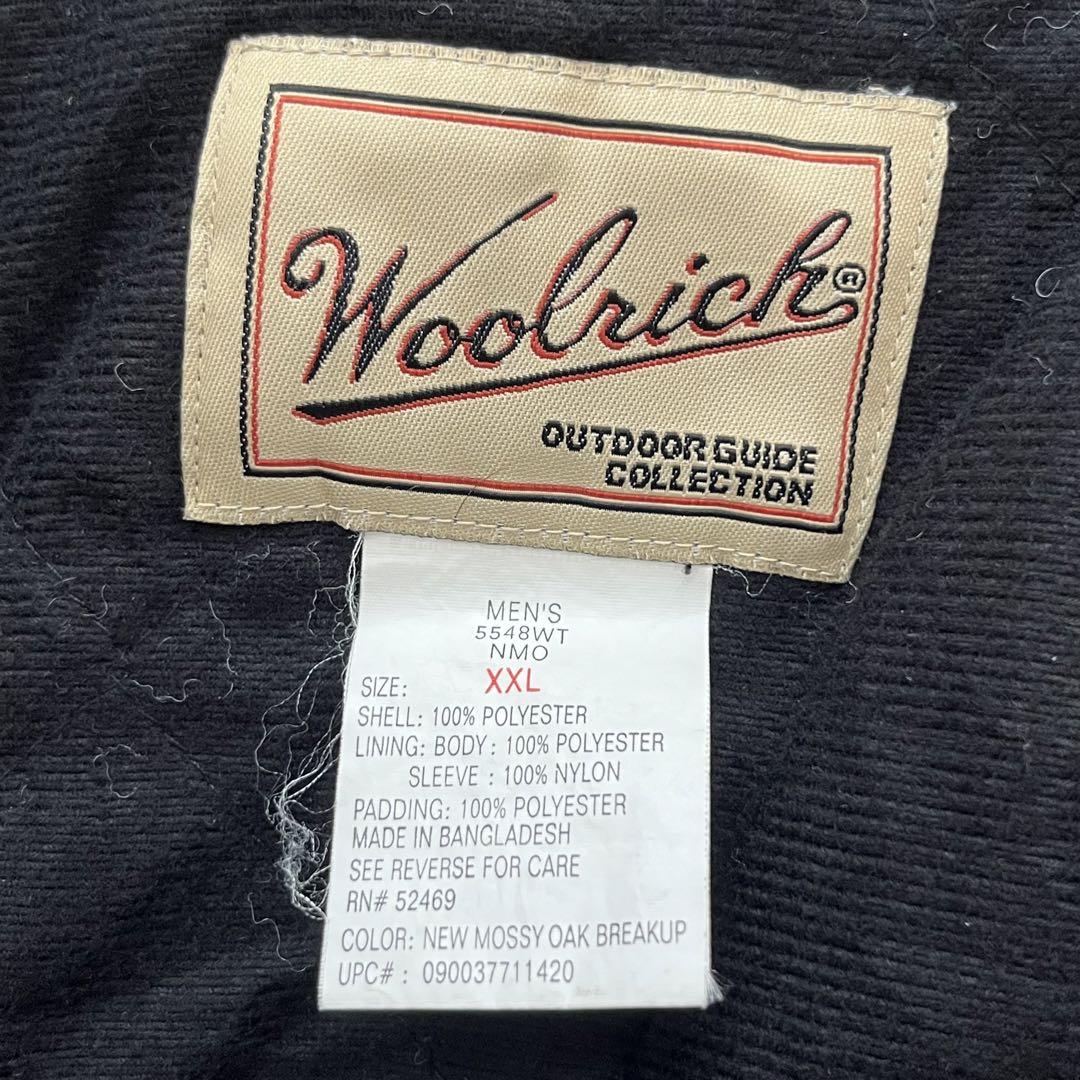 Woolrich®
OUTDOOR GUIDE
COLLECTION
MEN'S
5548WT
NMO
SIZE: XXL
SHELL: 100% POLYESTER
LINING: BODY : 100% POLYESTER
SLEEVE : 100% NYLON
PADDING: 100% POLYESTER
MADE IN BANGLADESH
SEE REVERSE FOR CARE
RN# 52469
COLOR: NEW MOSSY OAK BREAKUP
UPC# : 090037711420